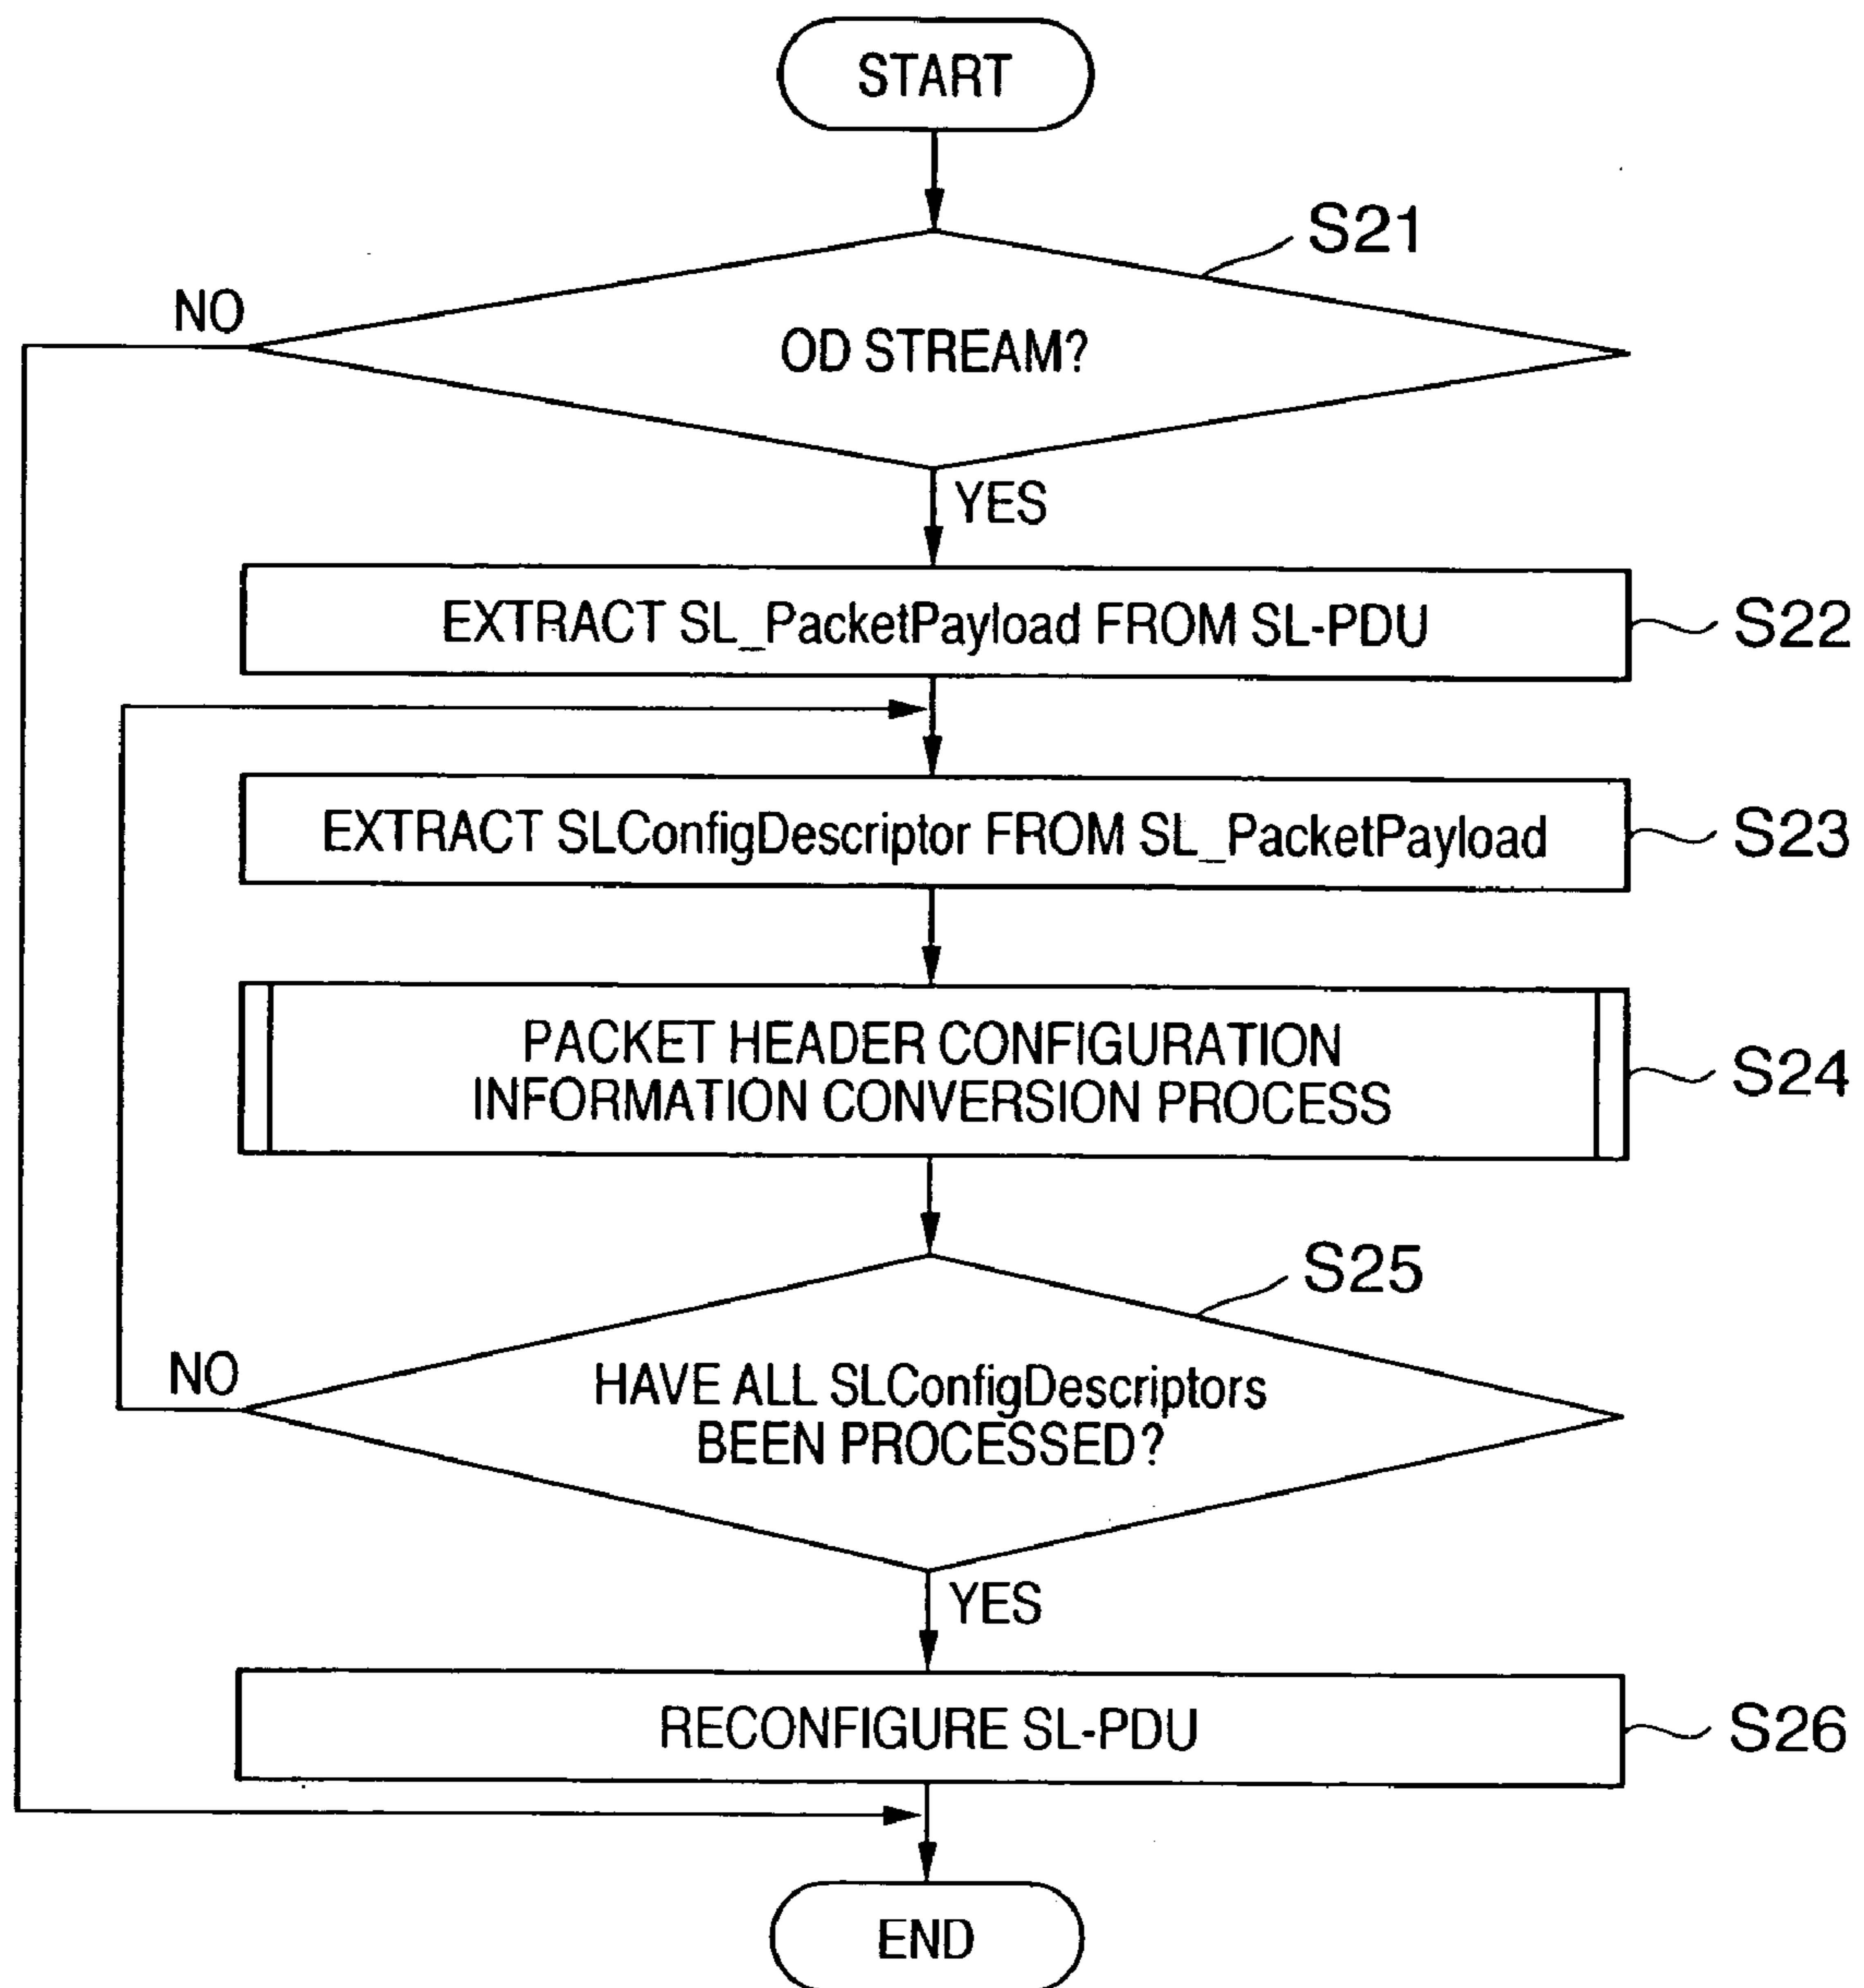 START
S21
NO
OD STREAM?
YES
EXTRACT SL_PacketPayload FROM SL-PDU
S22
EXTRACT SLConfigDescriptor FROM SL_PacketPayload
S23
PACKET HEADER CONFIGURATION
INFORMATION CONVERSION PROCESS
S24
S25
NO
HAVE ALL SLConfigDescriptors
BEEN PROCESSED?
YES
RECONFIGURE SL-PDU
S26
END